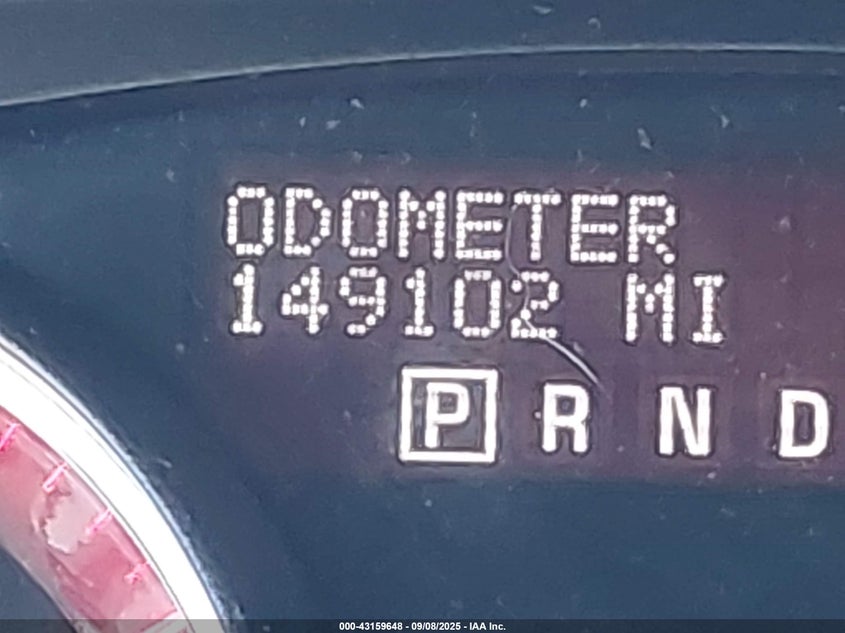 ODOMETER
149102 MI
P R N D
000-43159648 - 09/08/2025 - IAA Inc.